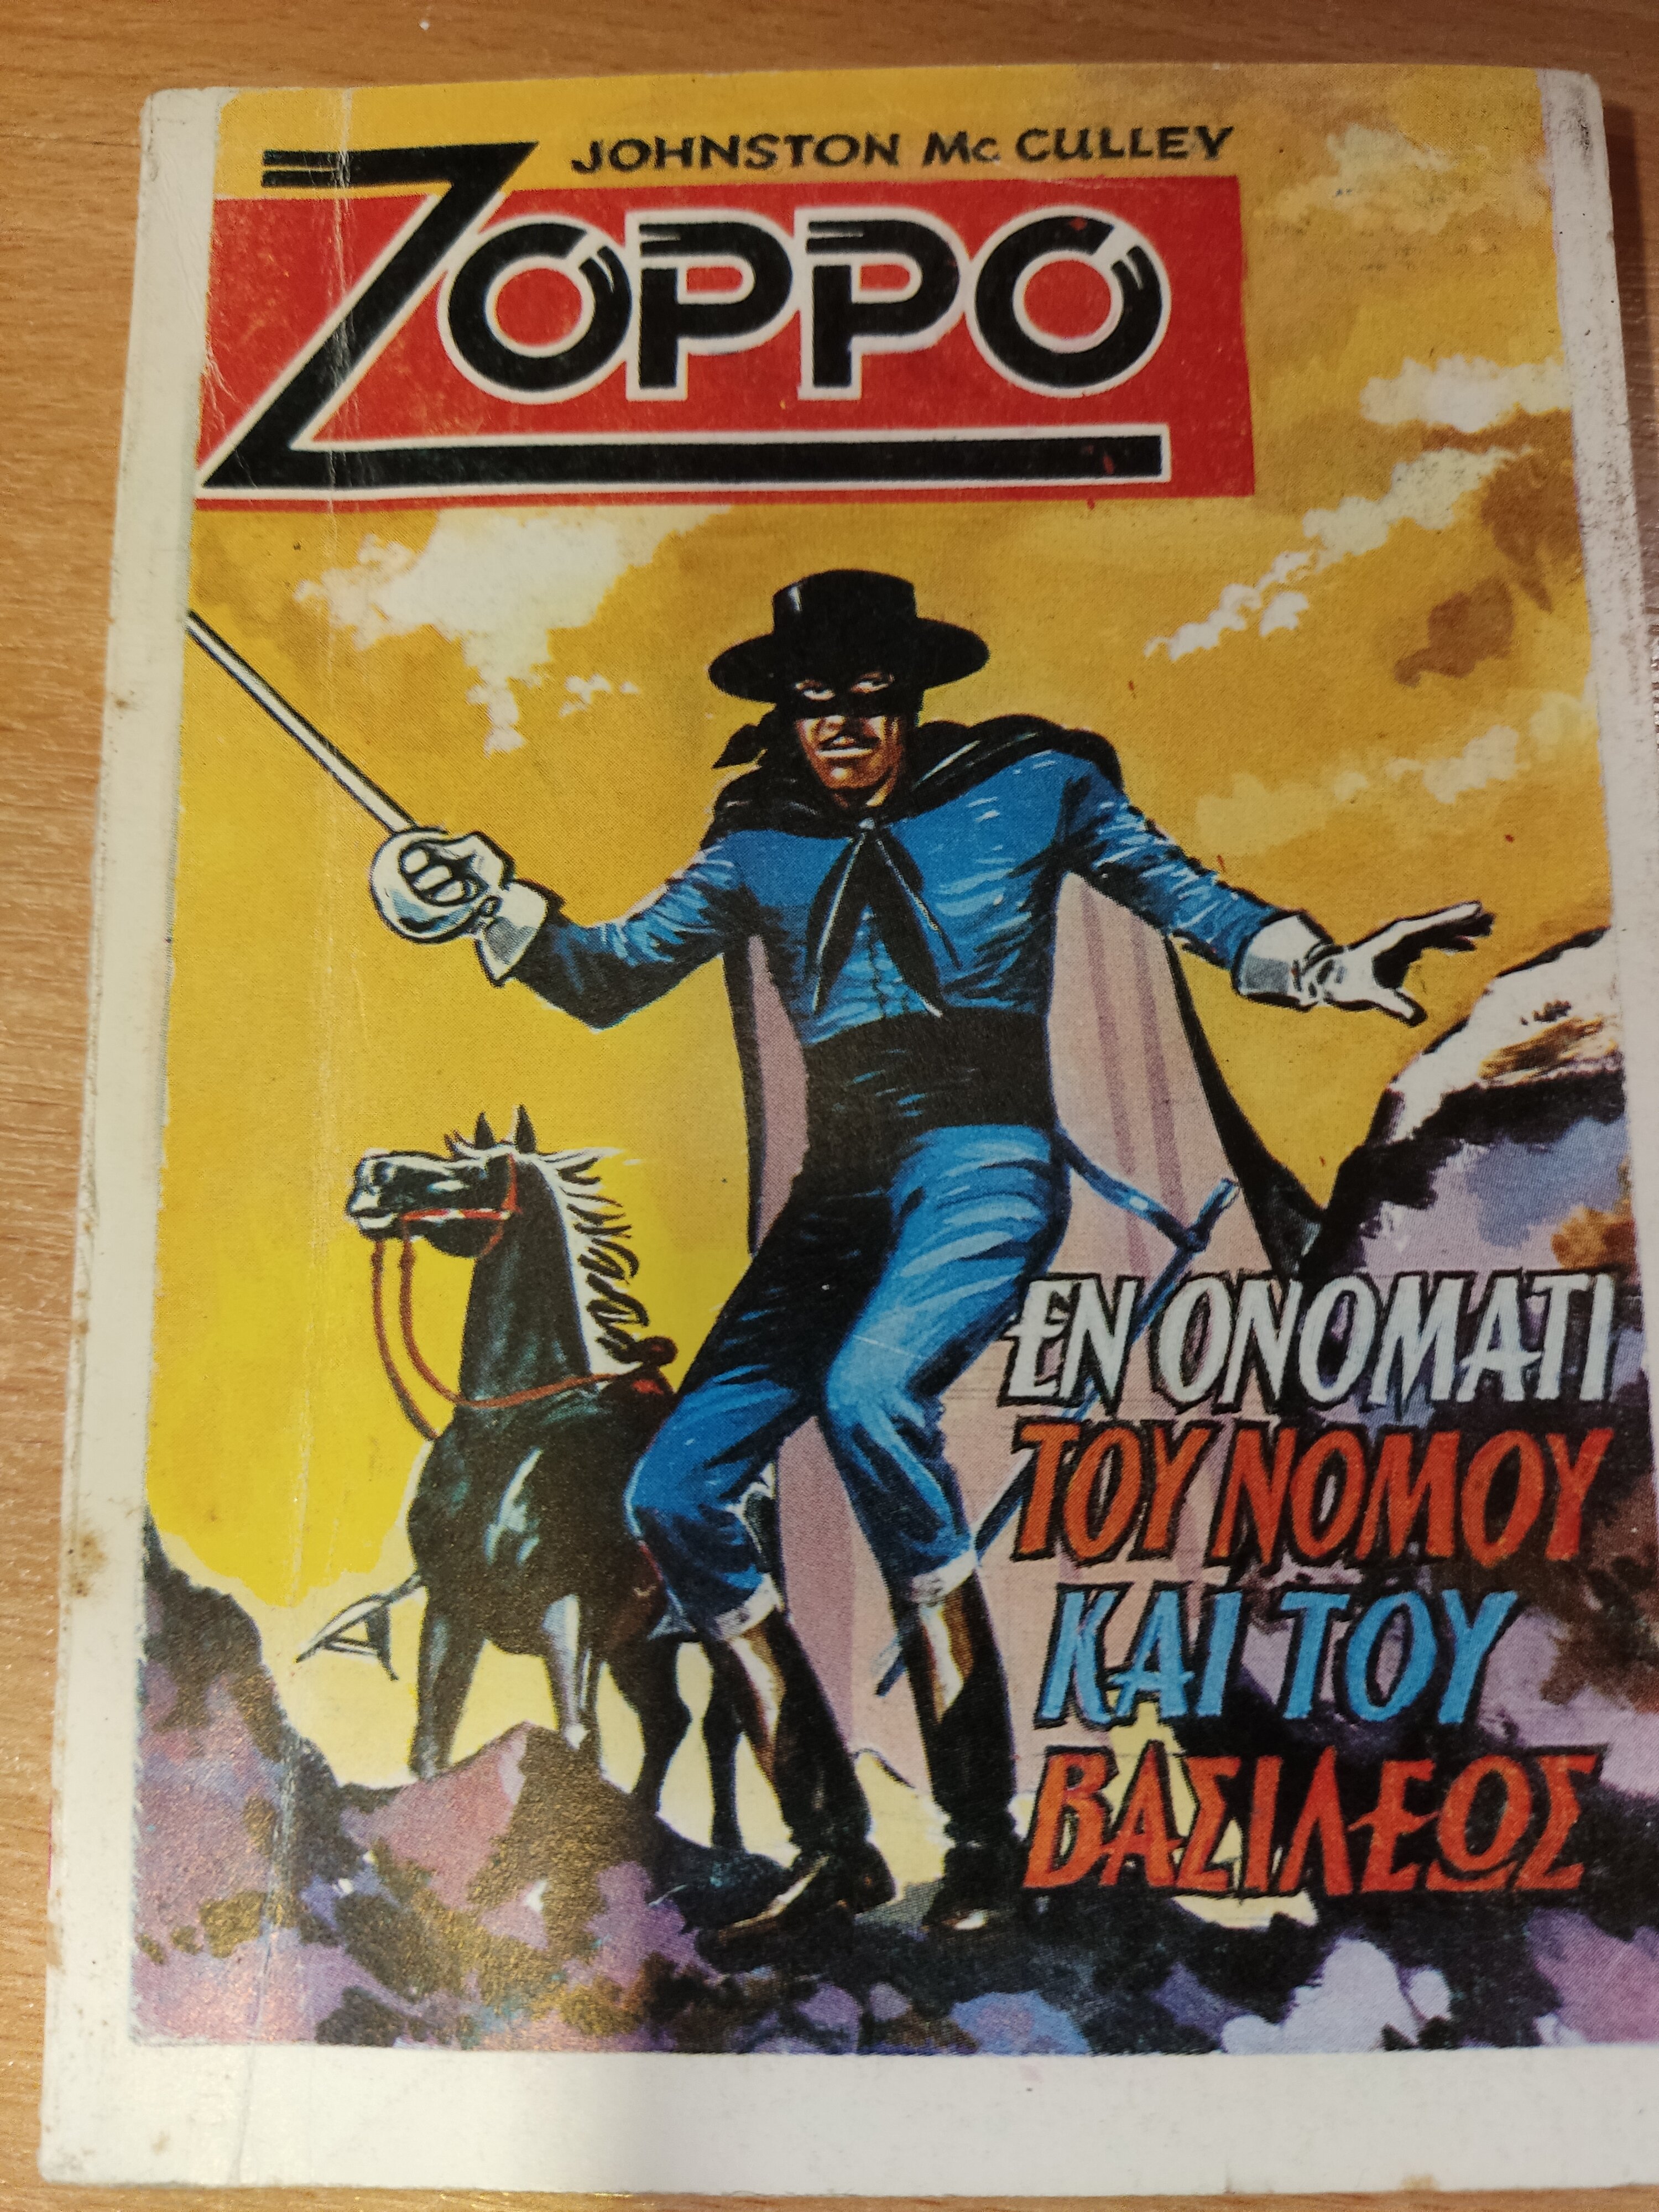 JOHNSTON Mc CULLEY
ΖΟΡΡΟ
ΕΝ ΟΝΟΜΑΤΙ
ΤΟΥ ΝΟΜΟΥ
ΚΑΙ ΤΟΥ
ΒΑΣΙΛΕΩΣ